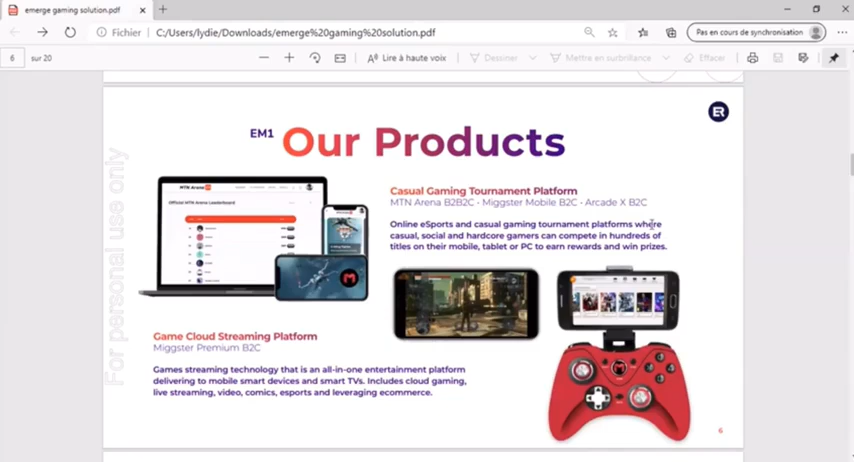 emerge gaming solution.pdf
Fichier
C:/Users/lydie/Downloads/emerge%20gaming%20solution.pdf
Pas en cours de synchronisation
6 sur 20
Lire à haute voix
Dessiner
Mettre en surbrillance
Effacer
For personal use only
ER
EM1 Our Products
MTN Arena
Official MTN Arena Leaderboard
Casual Gaming Tournament Platform
MTN Arena B2B2C - Miggster Mobile B2C - Arcade X B2C
Online eSports and casual gaming tournament platforms where
casual, social and hardcore gamers can compete in hundreds of
titles on their mobile, tablet or PC to earn rewards and win prizes.
Game Cloud Streaming Platform
Miggster Premium B2C
Games streaming technology that is an all-in-one entertainment platform
delivering to mobile smart devices and smart TVs. Includes cloud gaming,
live streaming, video, comics, esports and leveraging ecommerce.
6